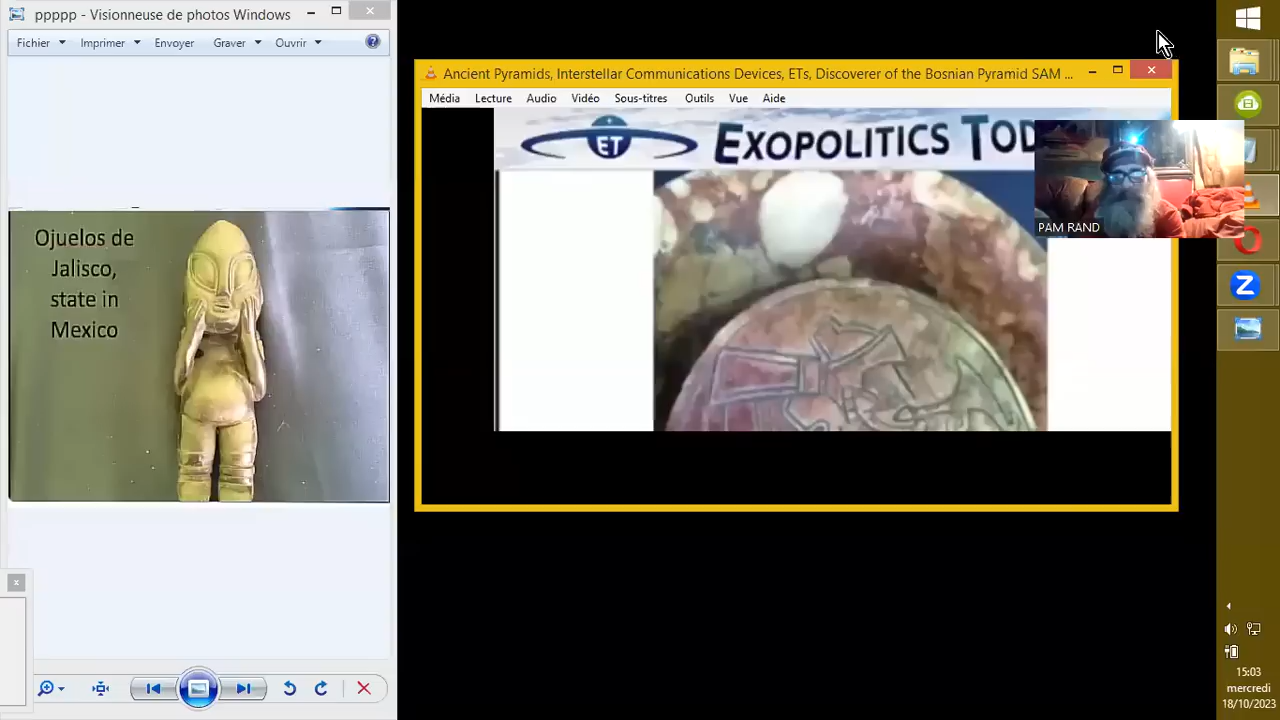 ppppp - Visionneuse de photos Windows
Fichier Imprimer Envoyer Graver Ouvrir
Ojuelos de
Jalisco,
state in
Mexico
Ancient Pyramids, Interstellar Communications Devices, ETs, Discoverer of the Bosnian Pyramid SAM ...
Média Lecture Audio Vidéo Sous-titres Outils Vue Aide
ET EXOPOLITICS TOD
PAM RAND
15:03
mercredi
18/10/2023